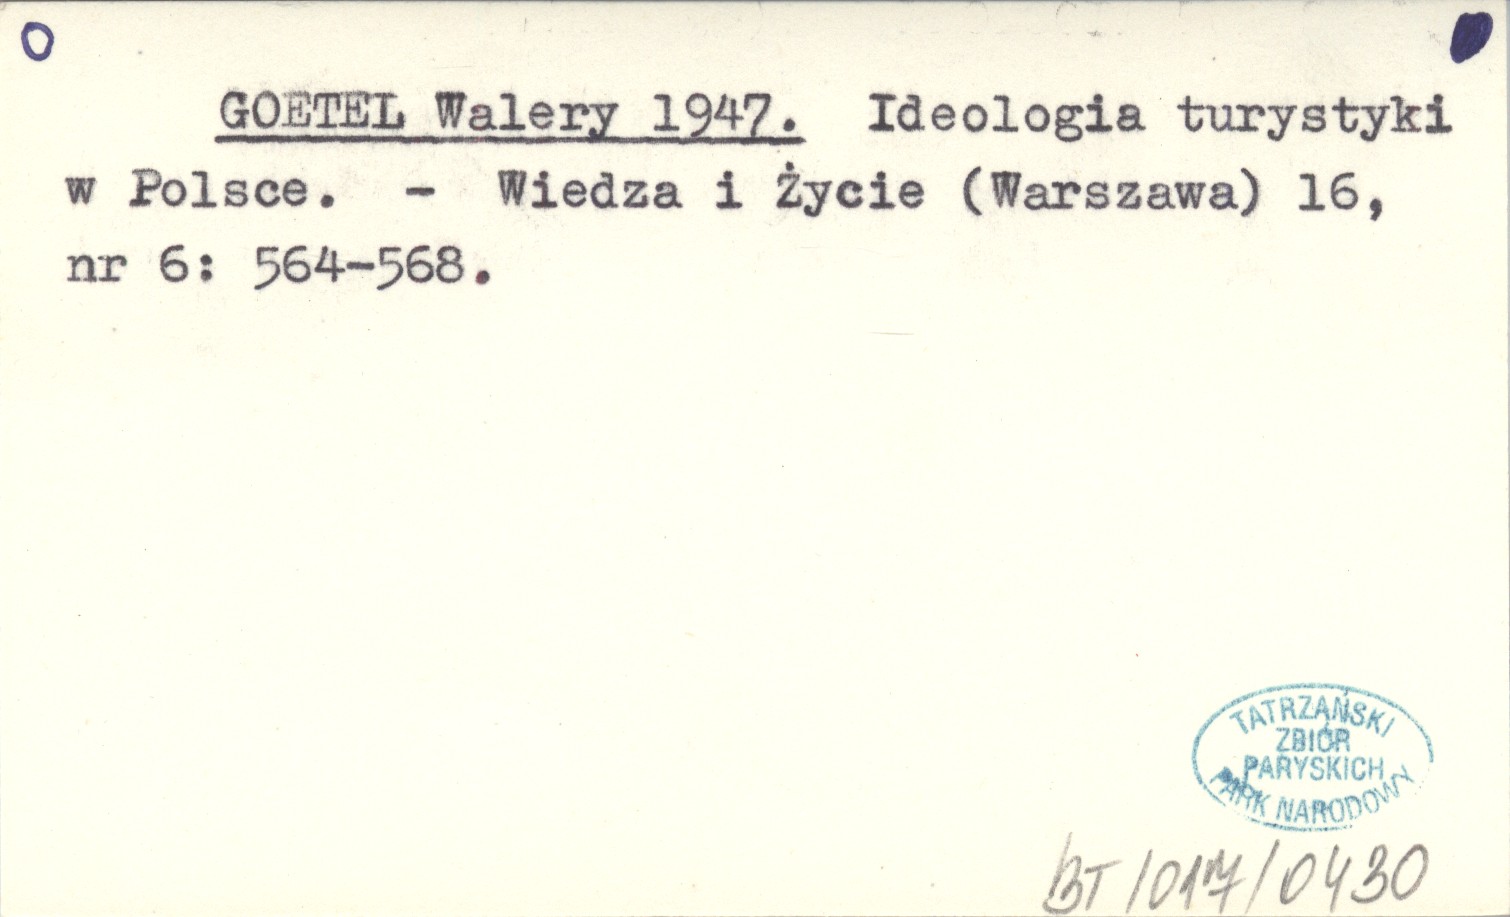 GOETEL Walery 1947. Ideologia turystyki
w Polsce. - Wiedza i Życie (Warszawa) 16,
nr 6: 564-568.
TATRZAŃSKI
ZBIÓR
PARYSKICH
PARK NARODOWY
BT/017/0430